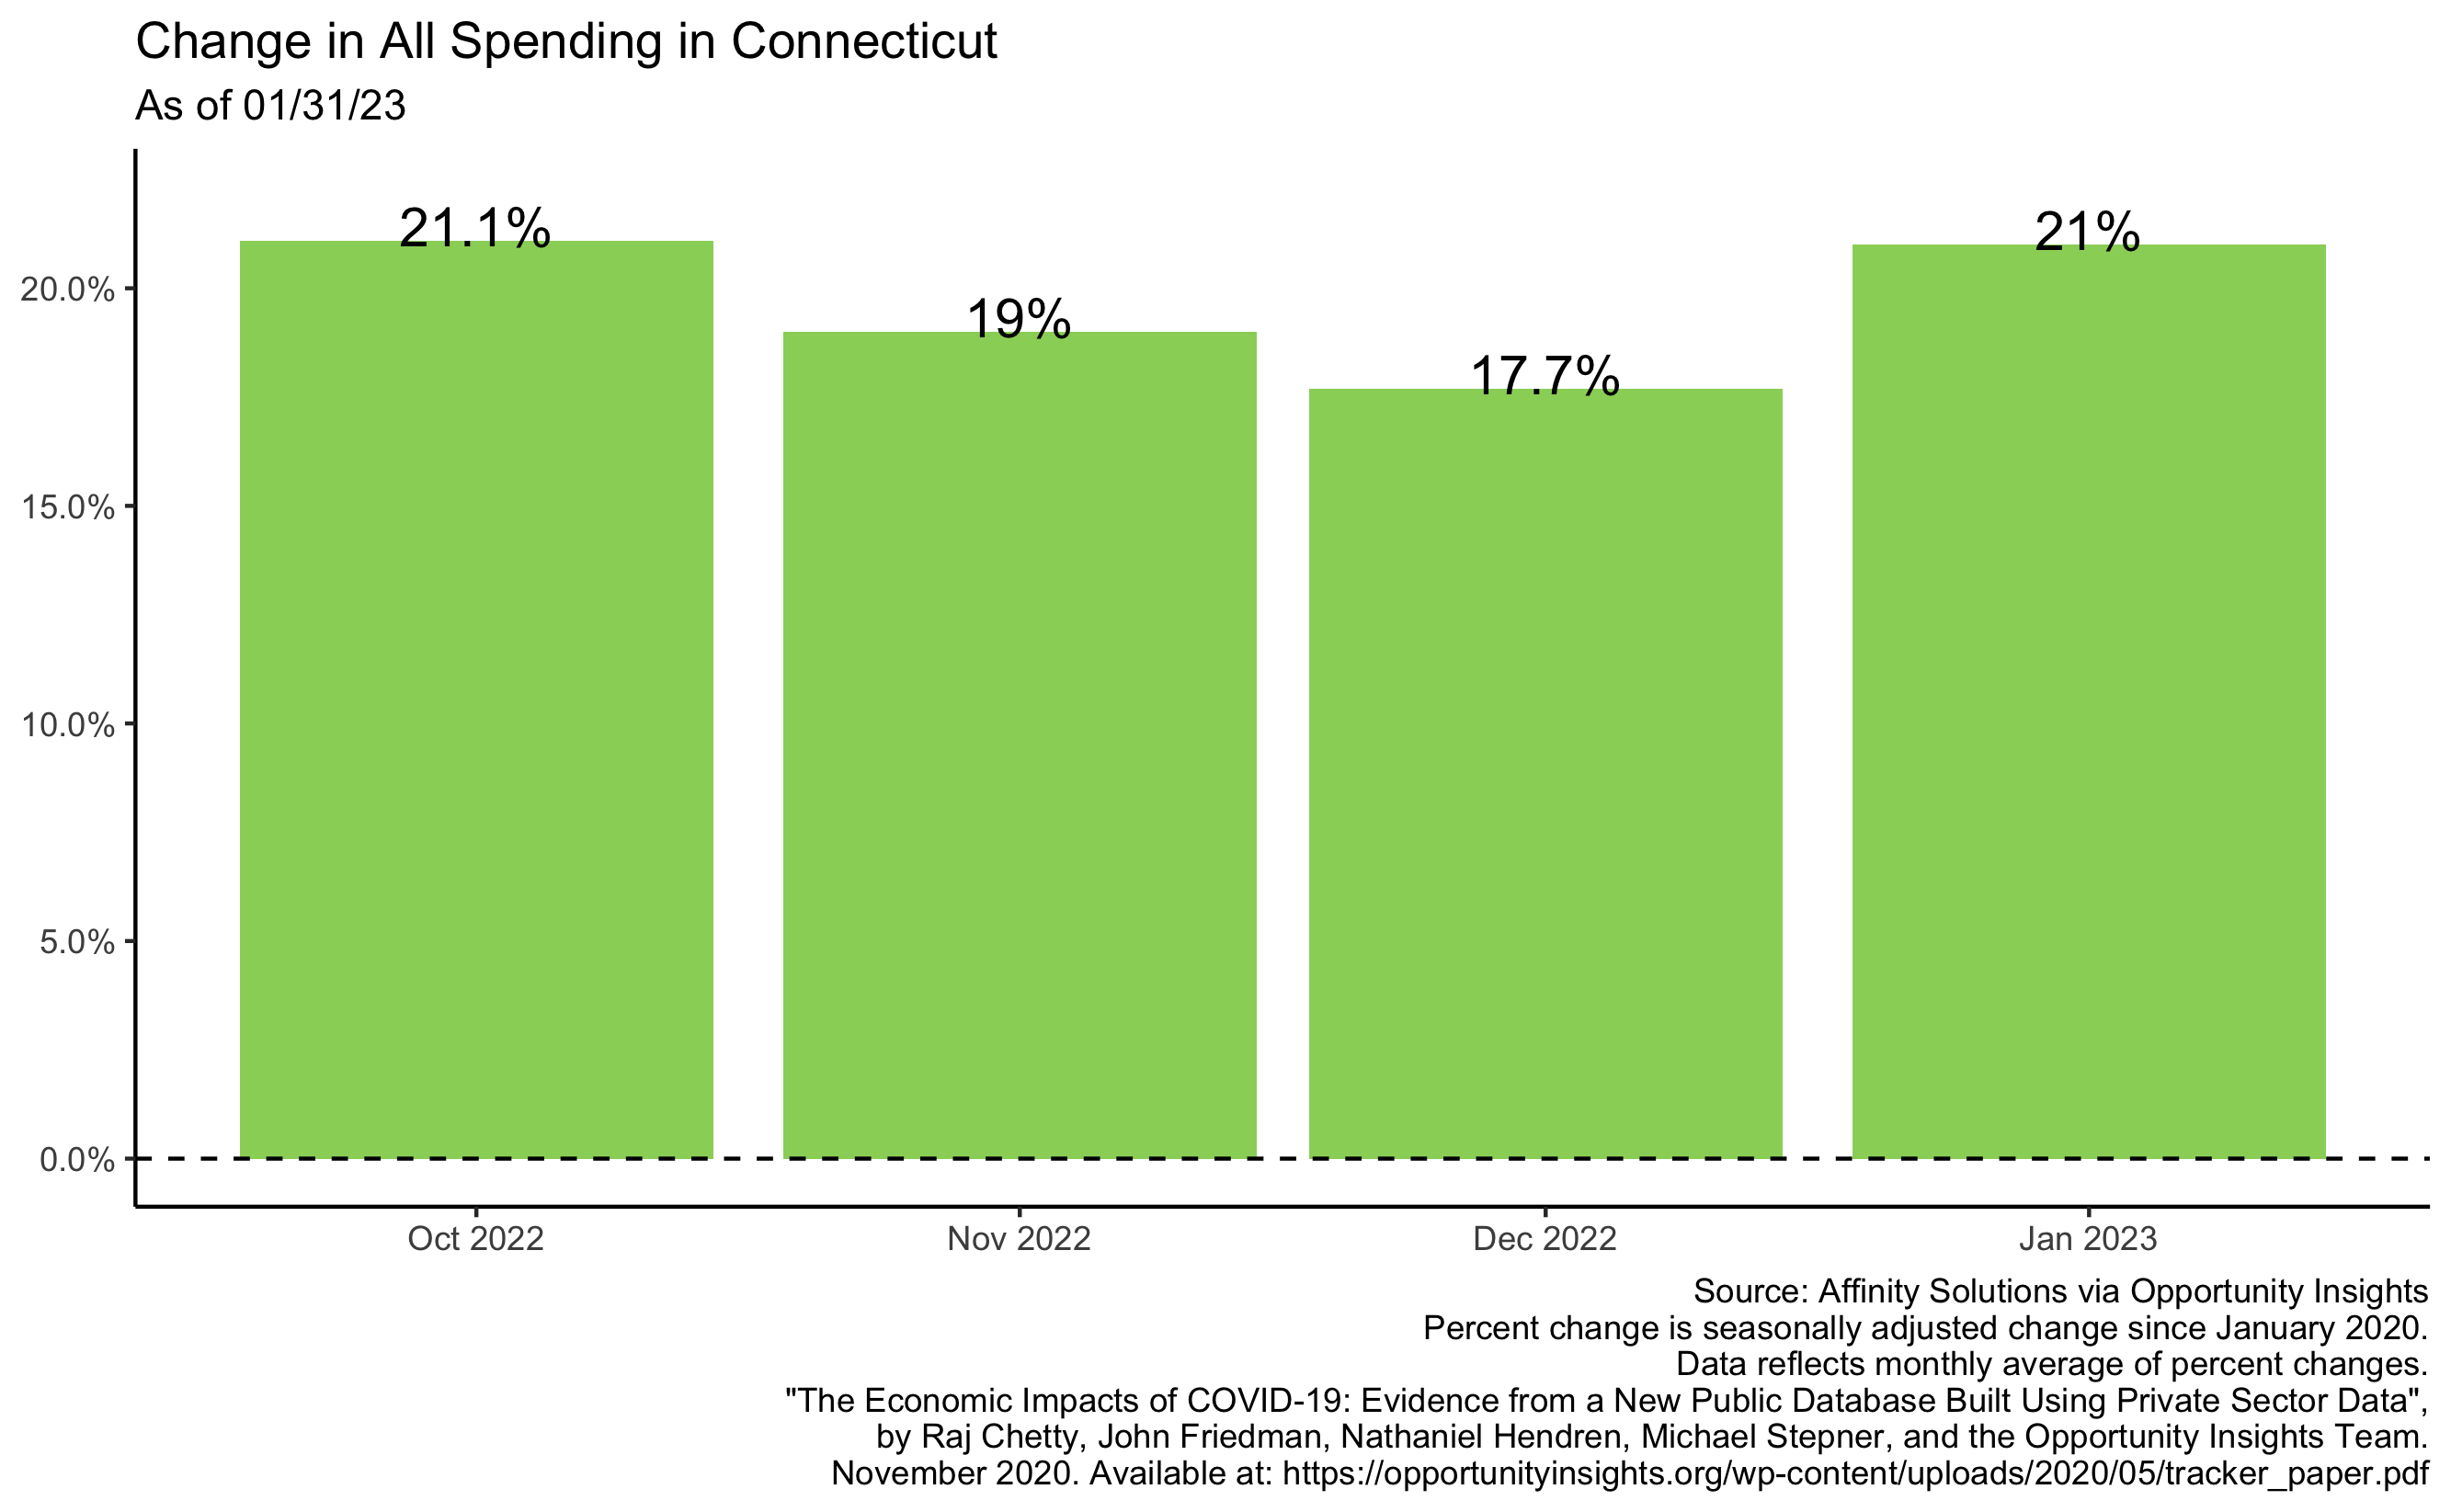 Change in All Spending in Connecticut
As of 01/31/23
21.1%
19%
17.7%
21%
20.0%
15.0%
10.0%
5.0%
0.0%
Oct 2022
Nov 2022
Dec 2022
Jan 2023
Source: Affinity Solutions via Opportunity Insights
Percent change is seasonally adjusted change since January 2020.
Data reflects monthly average of percent changes.
"The Economic Impacts of COVID-19: Evidence from a New Public Database Built Using Private Sector Data",
by Raj Chetty, John Friedman, Nathaniel Hendren, Michael Stepner, and the Opportunity Insights Team.
November 2020. Available at: https://opportunityinsights.org/wp-content/uploads/2020/05/tracker_paper.pdf